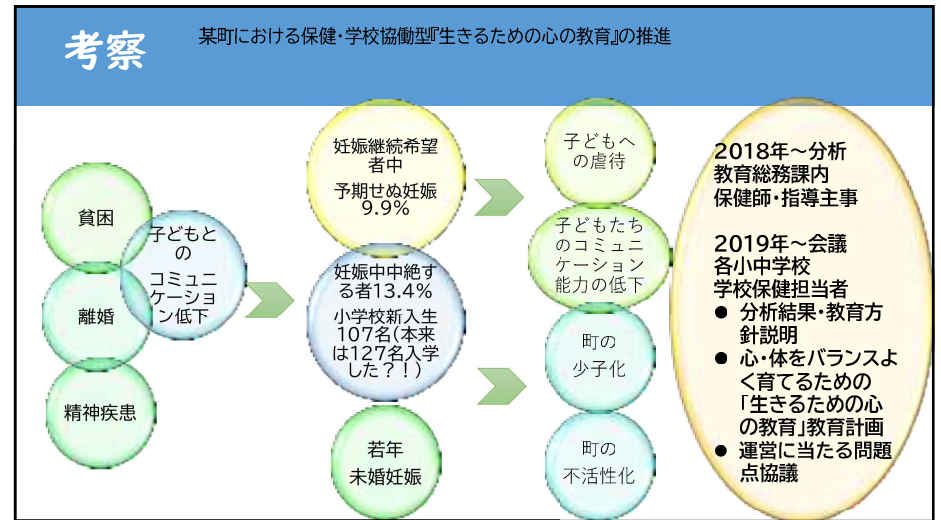 考察
某町における保健・学校協働型『生きるための心の教育』の推進
貧困
離婚
精神疾患
子どもと
の
コミュニ
ケーショ
ン低下
妊娠継続希望
者中
予期せぬ妊娠
9.9%
妊娠中中絶す
る者13.4%
小学校新入生
107名(本来
は127名入学
した?!)
若年
未婚妊娠
子どもへ
の虐待
子どもたち
のコミュニ
ケーション
能力の低下
町の
少子化
町の
不活性化
2018年~分析
教育総務課内
保健師・指導主事
2019年~会議
各小中学校
学校保健担当者
● 分析結果・教育方
針説明
● 心・体をバランスよ
く育てるための
「生きるための心
の教育」教育計画
● 運営に当たる問題
点協議